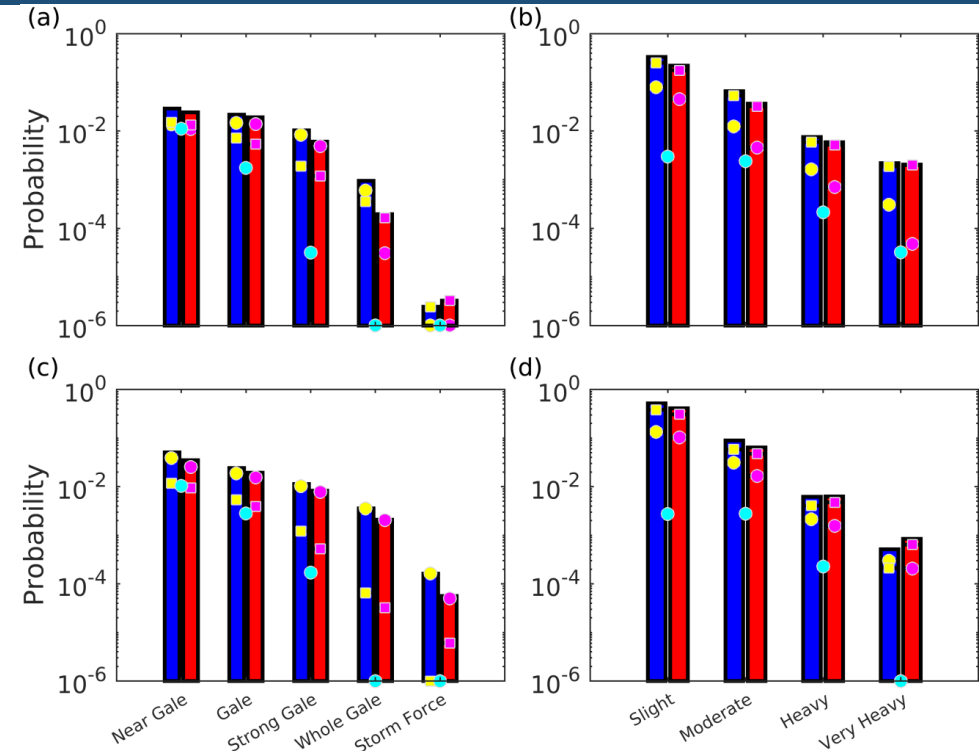 (a)
(b)
10^0
10^-2
10^-4
10^-6
Probability
10^0
10^-2
10^-4
10^-6
(c)
(d)
10^0
10^-2
10^-4
10^-6
Probability
Near Gale
Gale
Strong Gale
Whole Gale
Storm Force
10^0
10^-2
10^-4
10^-6
Slight
Moderate
Heavy
Very Heavy